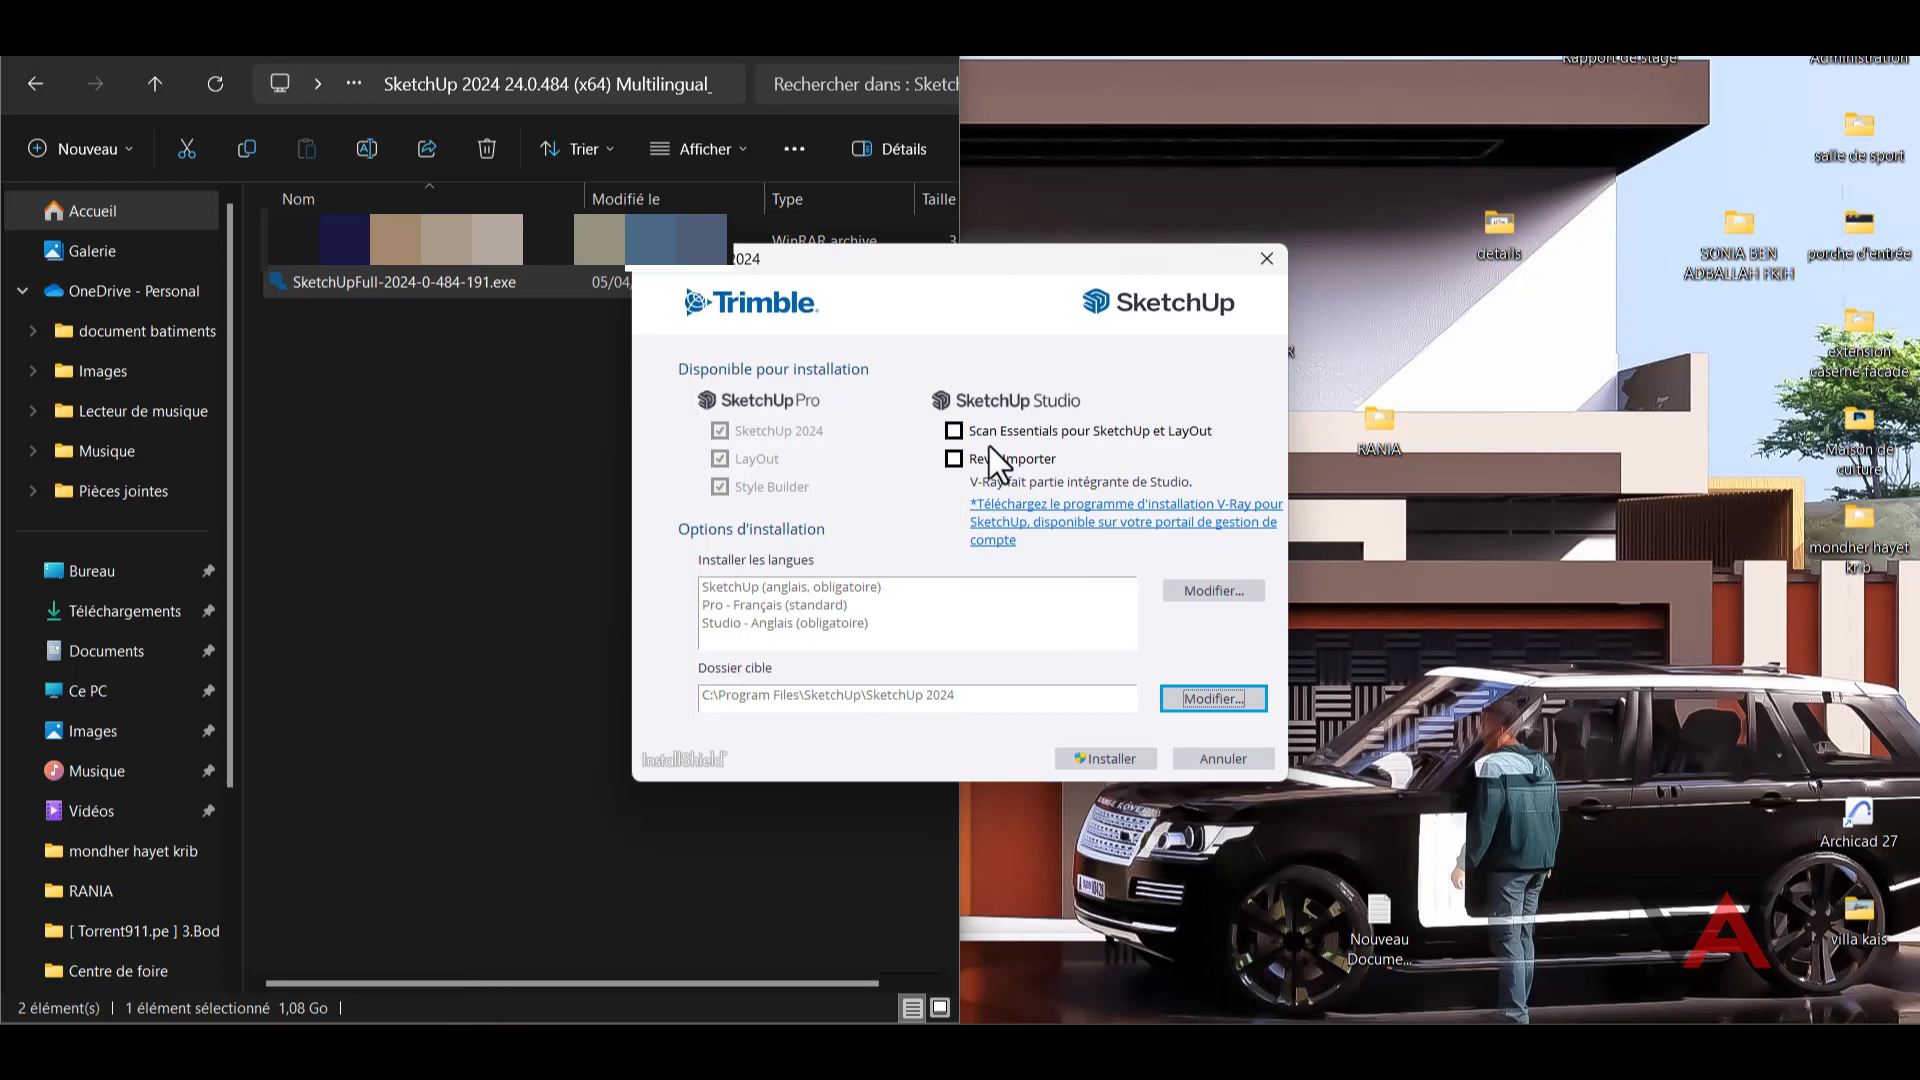 SketchUp 2024 24.0.484 (x64) Multilingual_
Rechercher dans : Sketc
Nouveau
Trier
Afficher
Détails
Nom
Modifié le
Type
Taille
WinRAR archive
3
SketchUpFull-2024-0-484-191.exe
05/04/
Accueil
Galerie
OneDrive - Personal
document batiments
Images
Lecteur de musique
Musique
Pièces jointes
Bureau
Téléchargements
Documents
Ce PC
Images
Musique
Vidéos
mondher hayet krib
RANIA
[ Torrent911.pe ] 3.Bod
Centre de foire
2 élément(s)
1 élément sélectionné 1,08 Go
2024
Trimble
SketchUp
Disponible pour installation
SketchUp Pro
SketchUp 2024
LayOut
Style Builder
SketchUp Studio
Scan Essentials pour SketchUp et LayOut
Importer
V-Ray fait partie intégrante de Studio.
*Téléchargez le programme d'installation V-Ray pour
SketchUp, disponible sur votre portail de gestion de
compte
Options d'installation
Installer les langues
SketchUp (anglais, obligatoire)
Pro - Français (standard)
Studio - Anglais (obligatoire)
Modifier...
Dossier cible
C:\Program Files\SketchUp\SketchUp 2024
Modifier...
InstallShield
Installer
Annuler
Rapport de stage
Administration
salle de sport
details
SONIA BEN
ADBALLAH FKIH
porche d'entrée
R
extension
caserne facade
RANIA
Maison de
culture
mondher hayet
krib
Archicad 27
Nouveau
Docume...
villa kais